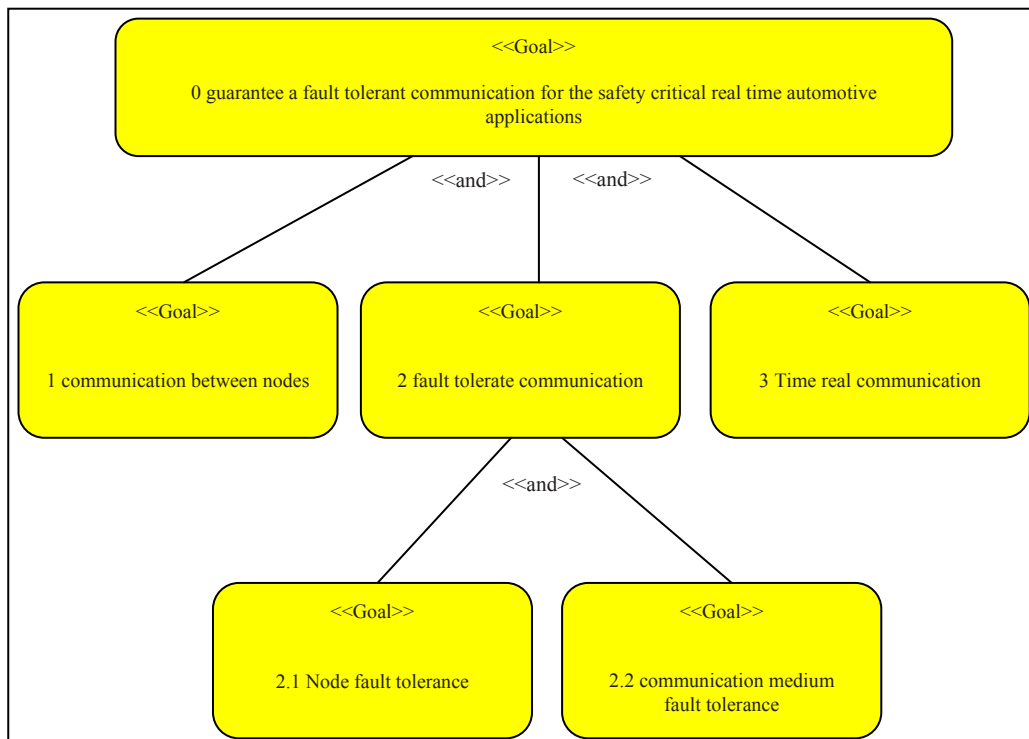 <<Goal>>
0 guarantee a fault tolerant communication for the safety critical real time automotive
applications
<<and>>
<<and>>
<<Goal>>
1 communication between nodes
<<Goal>>
2 fault tolerate communication
<<Goal>>
3 Time real communication
<<and>>
<<Goal>>
2.1 Node fault tolerance
<<Goal>>
2.2 communication medium
fault tolerance